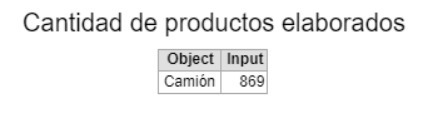 Cantidad de productos elaborados
Object Input
Camión 869